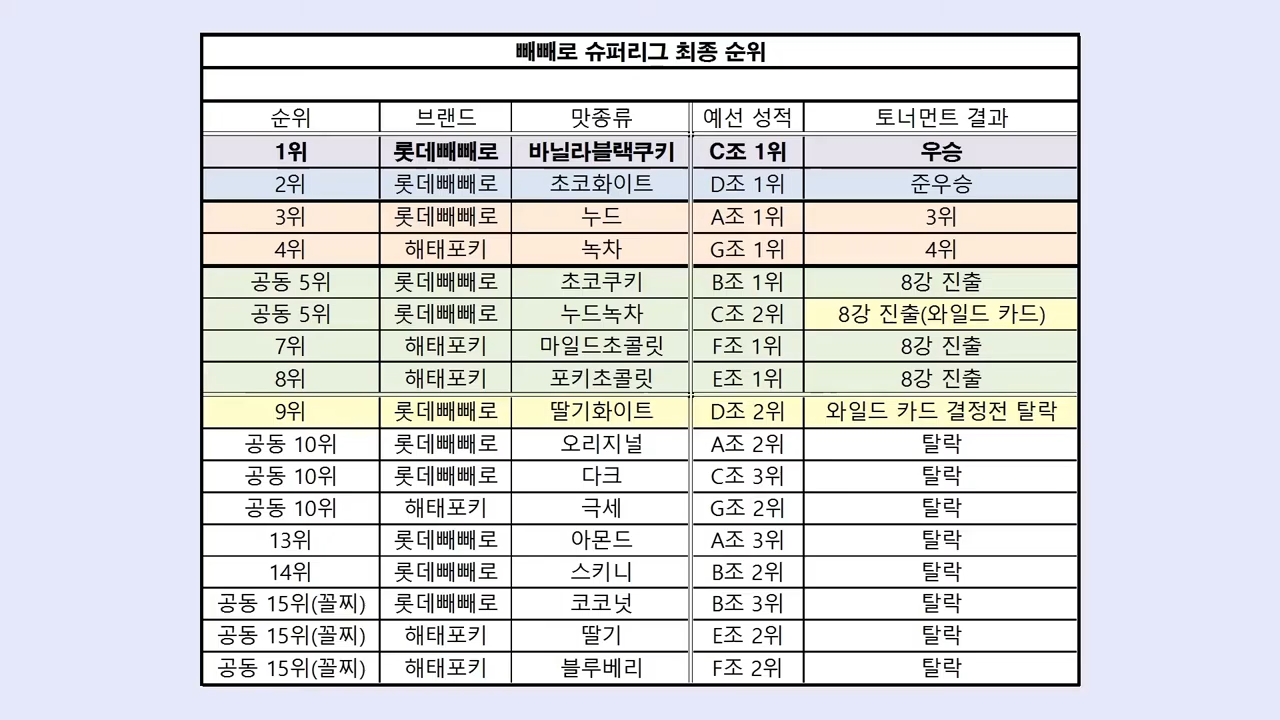 빼빼로 슈퍼리그 최종 순위
순위 브랜드 맛종류 예선 성적 토너먼트 결과
1위 롯데빼빼로 바닐라블랙쿠키 C조 1위 우승
2위 롯데빼빼로 초코화이트 D조 1위 준우승
3위 롯데빼빼로 누드 A조 1위 3위
4위 해태포키 녹차 G조 1위 4위
공동 5위 롯데빼빼로 초코쿠키 B조 1위 8강 진출
공동 5위 롯데빼빼로 누드녹차 C조 2위 8강 진출(와일드 카드)
7위 해태포키 마일드초콜릿 F조 1위 8강 진출
8위 해태포키 포키초콜릿 E조 1위 8강 진출
9위 롯데빼빼로 딸기화이트 D조 2위 와일드 카드 결정전 탈락
공동 10위 롯데빼빼로 오리지널 A조 2위 탈락
공동 10위 롯데빼빼로 다크 C조 3위 탈락
공동 10위 해태포키 극세 G조 2위 탈락
13위 롯데빼빼로 아몬드 A조 3위 탈락
14위 롯데빼빼로 스키니 B조 2위 탈락
공동 15위(꼴찌) 롯데빼빼로 코코넛 B조 3위 탈락
공동 15위(꼴찌) 해태포키 딸기 E조 2위 탈락
공동 15위(꼴찌) 해태포키 블루베리 F조 2위 탈락